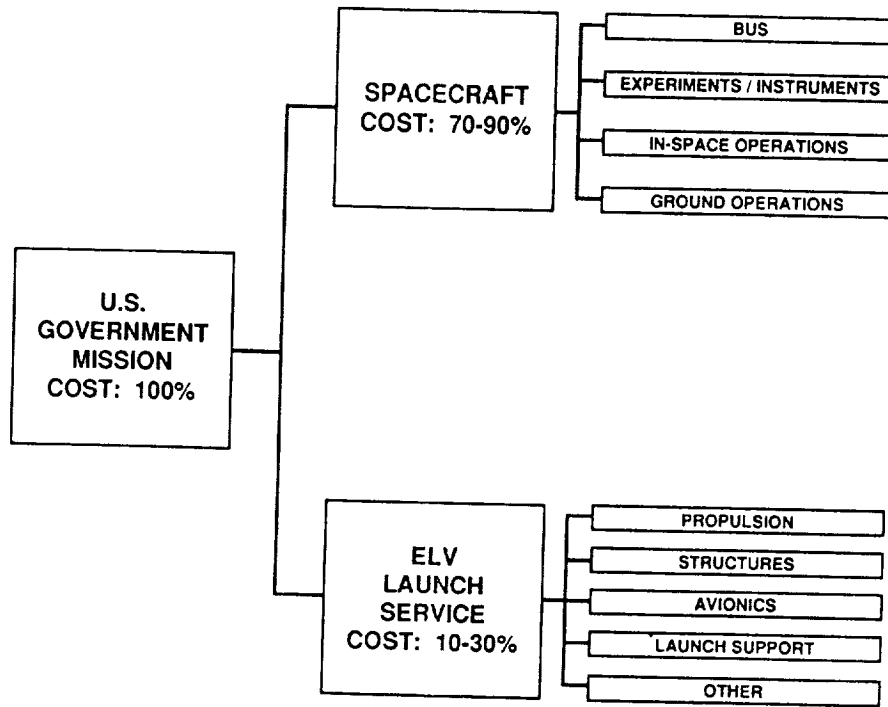 BUS
EXPERIMENTS / INSTRUMENTS
SPACECRAFT
COST: 70-90%
IN-SPACE OPERATIONS
GROUND OPERATIONS
U.S.
GOVERNMENT
MISSION
COST: 100%
PROPULSION
STRUCTURES
ELV
LAUNCH
SERVICE
COST: 10-30%
AVIONICS
LAUNCH SUPPORT
OTHER